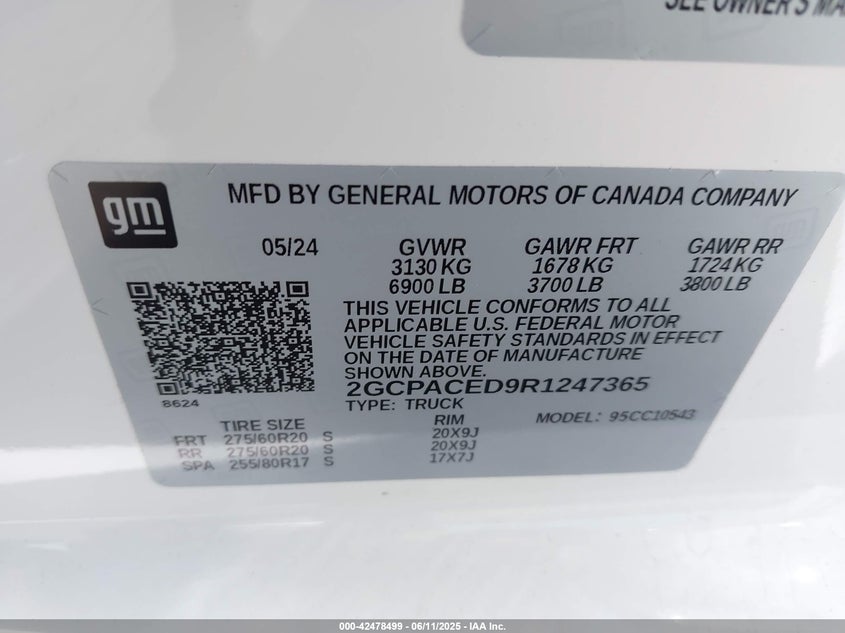 SEE OWNER'S MA
gm
MFD BY GENERAL MOTORS OF CANADA COMPANY
05/24 GVWR GAWR FRT GAWR RR
3130 KG 1678 KG 1724 KG
6900 LB 3700 LB 3800 LB
THIS VEHICLE CONFORMS TO ALL
APPLICABLE U.S. FEDERAL MOTOR
VEHICLE SAFETY STANDARDS IN EFFECT
ON THE DATE OF MANUFACTURE
SHOWN ABOVE.
2GCPACED9R1247365
8624
TYPE: TRUCK MODEL: 95CC10543
TIRE SIZE RIM
FRT 275/60R20 S 20X9J
RR 275/60R20 S 20X9J
SPA 255/80R17 S 17X7J
000-42478499 - 06/11/2025 - IAA Inc.